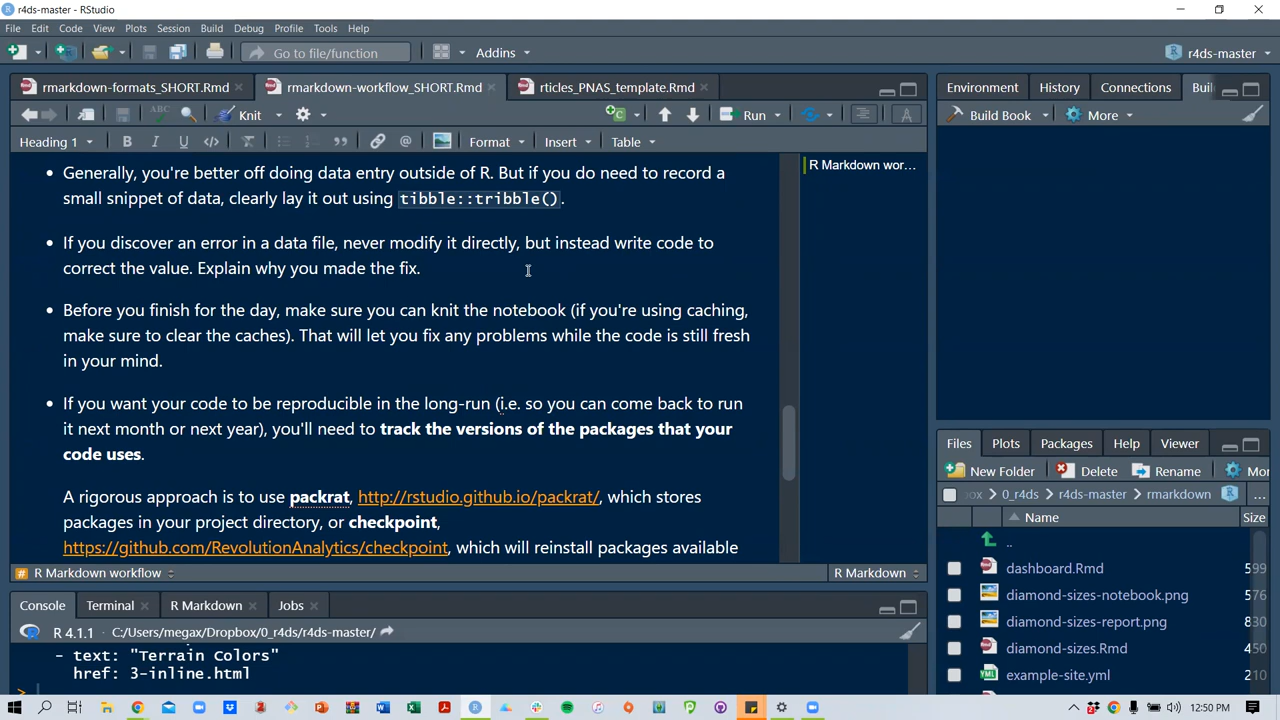 r4ds-master - RStudio
File Edit Code View Plots Session Build Debug Profile Tools Help
Go to file/function Addins r4ds-master
rmarkdown-formats_SHORT.Rmd rmarkdown-workflow_SHORT.Rmd rticles_PNAS_template.Rmd
Knit Run
Heading 1 B I U Format Insert Table
Generally, you're better off doing data entry outside of R. But if you do need to record a
small snippet of data, clearly lay it out using tibble::tribble().
If you discover an error in a data file, never modify it directly, but instead write code to
correct the value. Explain why you made the fix.
Before you finish for the day, make sure you can knit the notebook (if you're using caching,
make sure to clear the caches). That will let you fix any problems while the code is still fresh
in your mind.
If you want your code to be reproducible in the long-run (i.e. so you can come back to run
it next month or next year), you'll need to track the versions of the packages that your
code uses.
A rigorous approach is to use packrat, http://rstudio.github.io/packrat/, which stores
packages in your project directory, or checkpoint,
https://github.com/RevolutionAnalytics/checkpoint, which will reinstall packages available
R Markdown workflow R Markdown
R Markdown wor...
Console Terminal R Markdown Jobs
R 4.1.1 C:/Users/megax/Dropbox/0_r4ds/r4ds-master/
- text: "Terrain Colors"
href: 3-inline.html
>
Environment History Connections Buil
Build Book More
Files Plots Packages Help Viewer
New Folder Delete Rename Mor
ox 0_r4ds r4ds-master rmarkdown ...
Name Size
..
dashboard.Rmd 599
diamond-sizes-notebook.png 576
diamond-sizes-report.png 830
diamond-sizes.Rmd 450
example-site.yml 210
12:50 PM